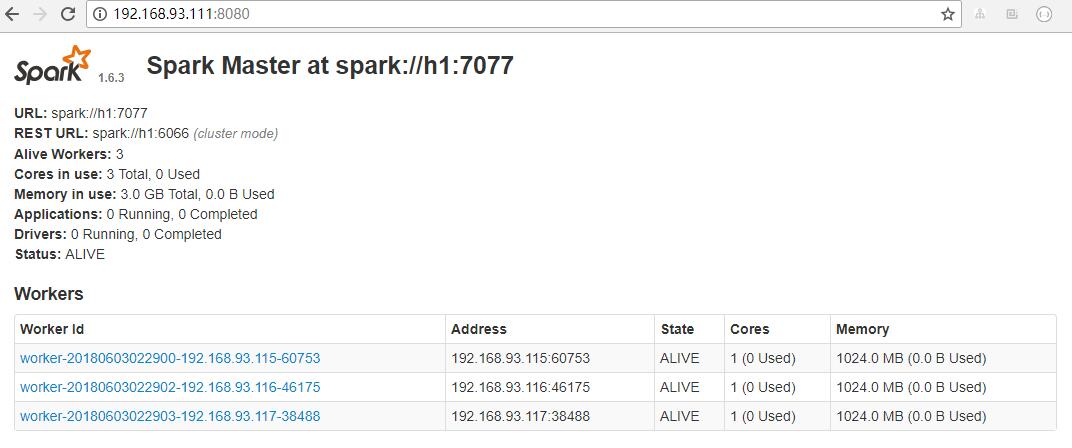 192.168.93.111:8080
Spark 1.6.3 Spark Master at spark://h1:7077
URL: spark://h1:7077
REST URL: spark://h1:6066 (cluster mode)
Alive Workers: 3
Cores in use: 3 Total, 0 Used
Memory in use: 3.0 GB Total, 0.0 B Used
Applications: 0 Running, 0 Completed
Drivers: 0 Running, 0 Completed
Status: ALIVE
Workers
Worker Id Address State Cores Memory
worker-20180603022900-192.168.93.115-60753 192.168.93.115:60753 ALIVE 1 (0 Used) 1024.0 MB (0.0 B Used)
worker-20180603022902-192.168.93.116-46175 192.168.93.116:46175 ALIVE 1 (0 Used) 1024.0 MB (0.0 B Used)
worker-20180603022903-192.168.93.117-38488 192.168.93.117:38488 ALIVE 1 (0 Used) 1024.0 MB (0.0 B Used)